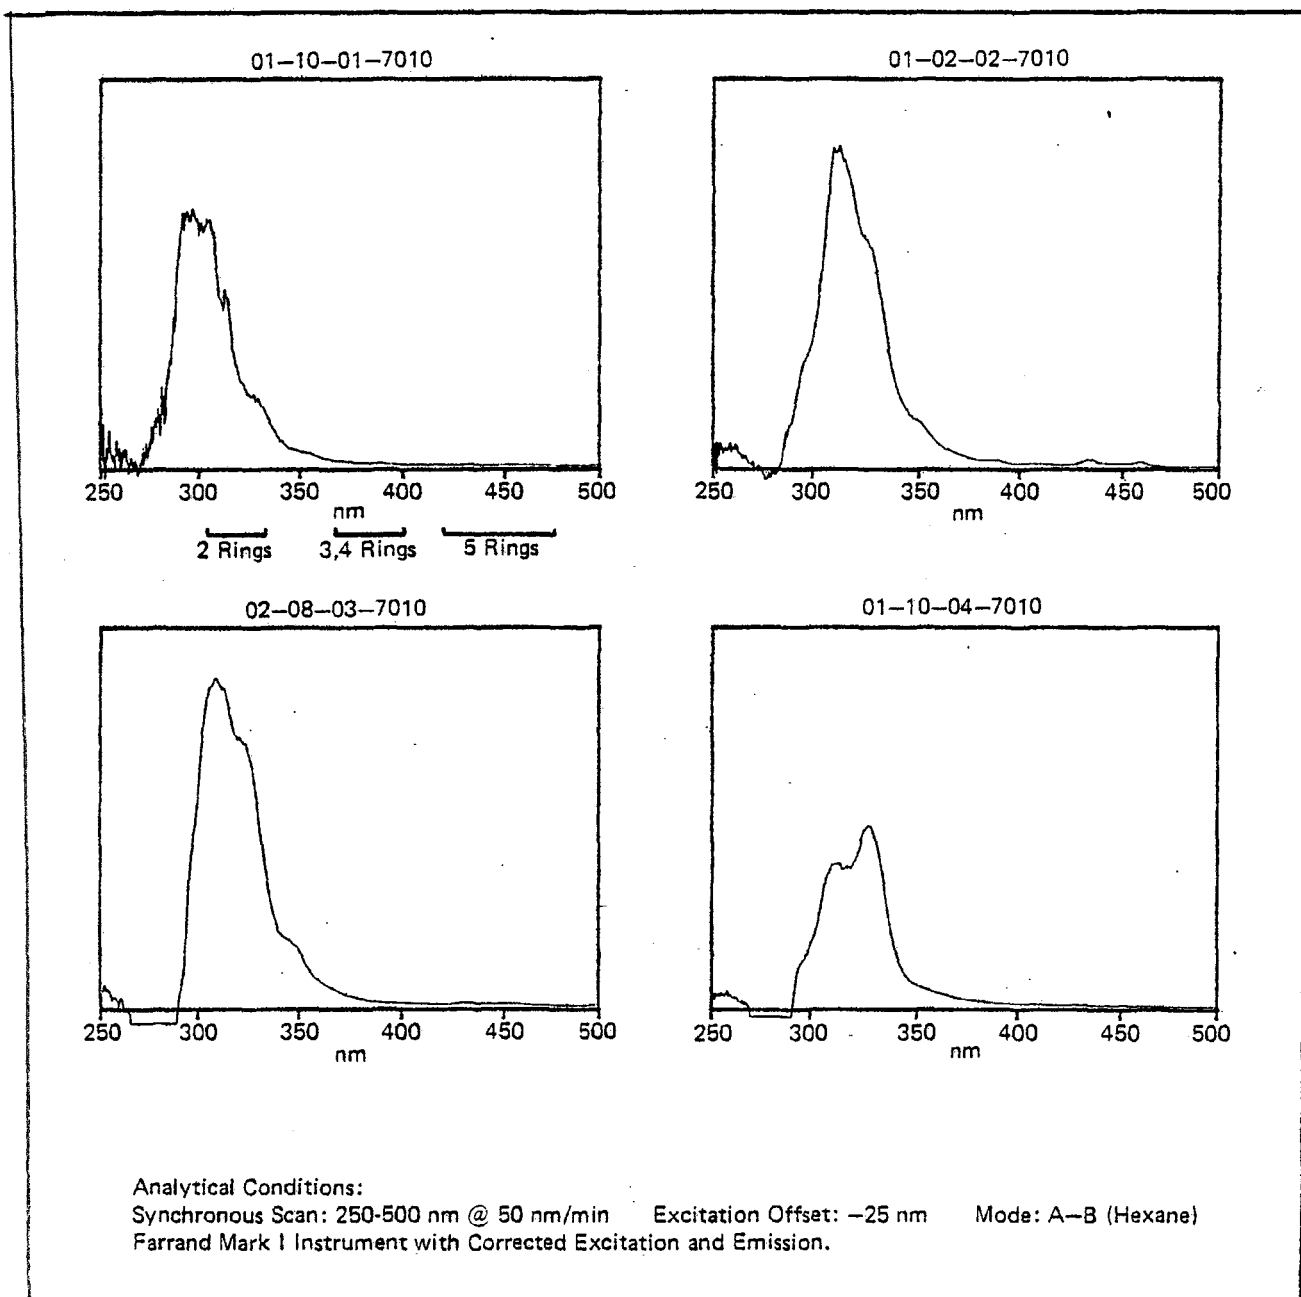 01-10-01-7010
01-02-02-7010
250 300 350 400 450 500
nm
250 300 350 400 450 500
nm
2 Rings 3,4 Rings 5 Rings
02-08-03-7010
01-10-04-7010
250 300 350 400 450 500
nm
250 300 350 400 450 500
nm
Analytical Conditions:
Synchronous Scan: 250-500 nm @ 50 nm/min Excitation Offset: -25 nm Mode: A-B (Hexane)
Farrand Mark I Instrument with Corrected Excitation and Emission.